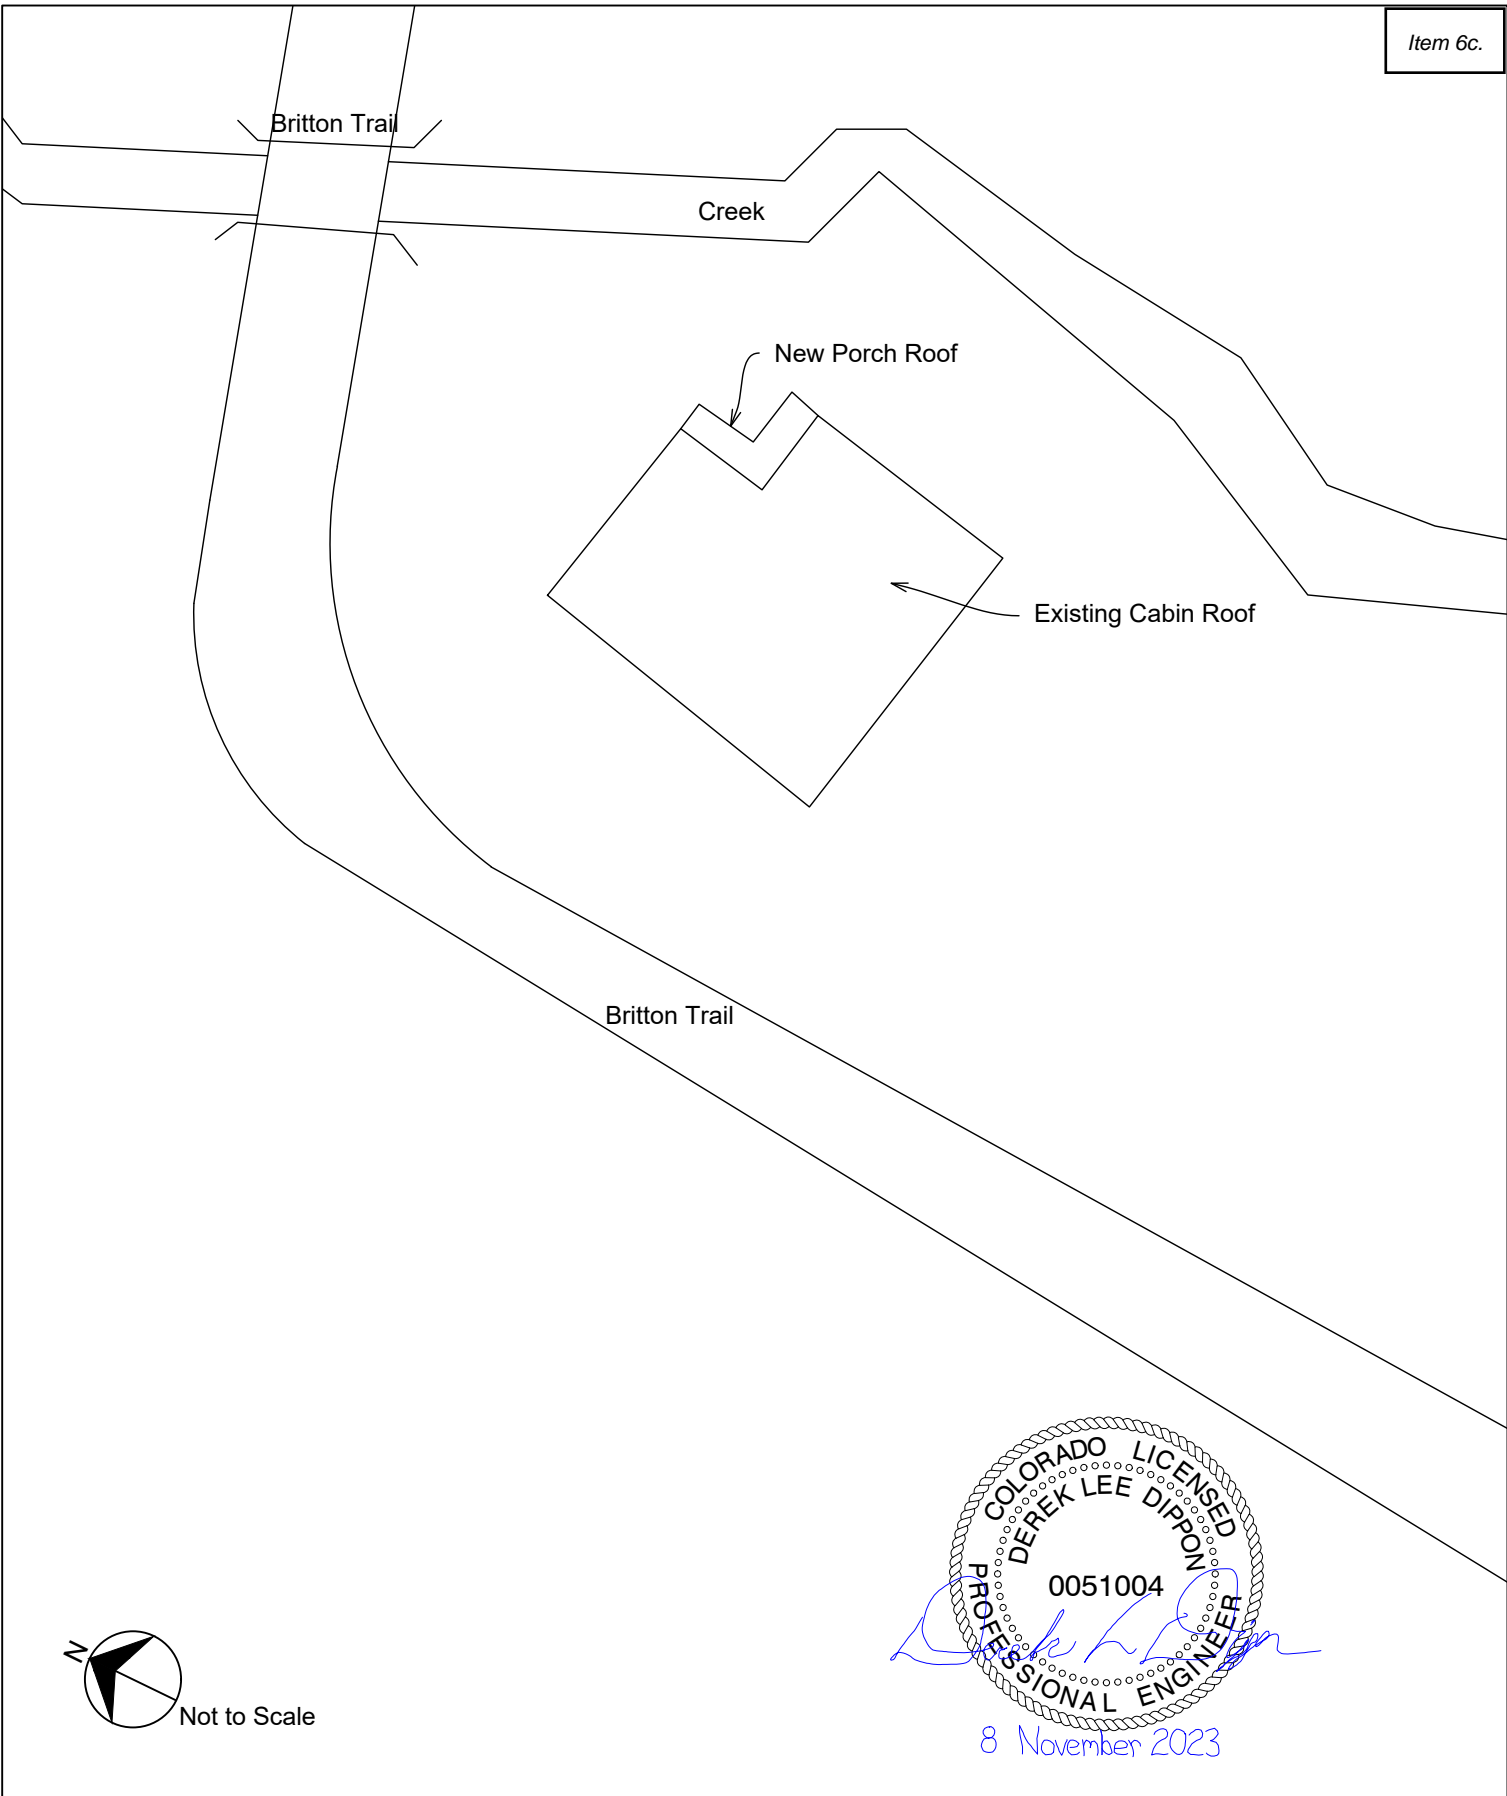 Item 6c.
Britton Trail
Creek
New Porch Roof
Existing Cabin Roof
Britton Trail
COLORADO LICENSED
DEREK LEE DIPPON
0051004
PROFESSIONAL ENGINEER
8 November 2023
N
Not to Scale